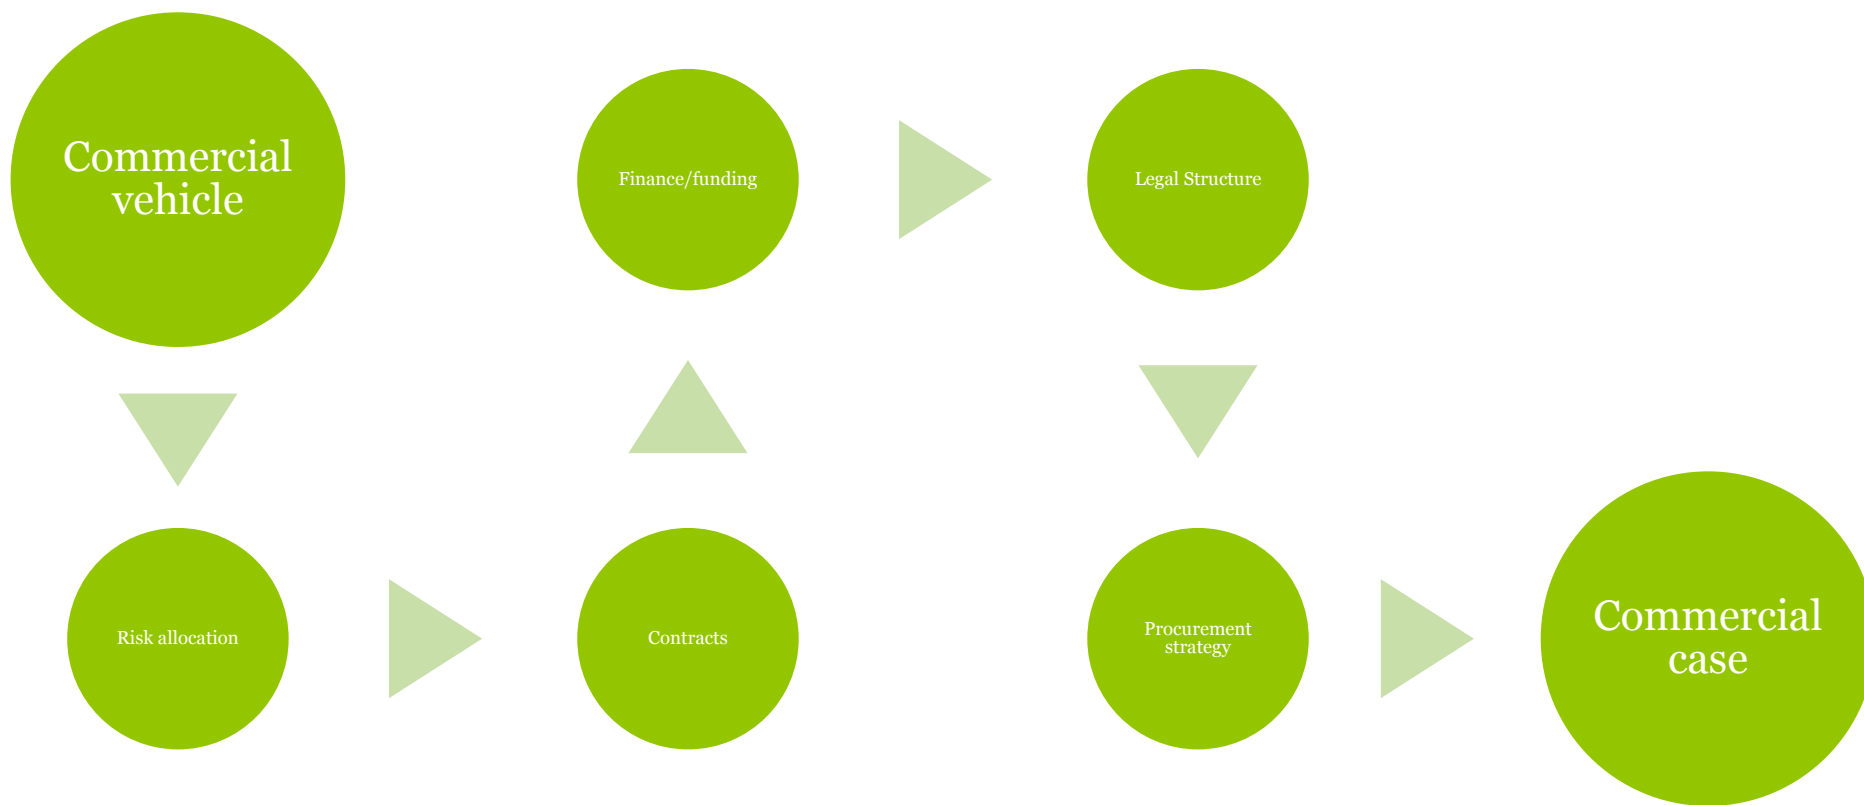 Commercial
vehicle
Risk allocation
Contracts
Finance/funding
Legal Structure
Procurement
strategy
Commercial
case